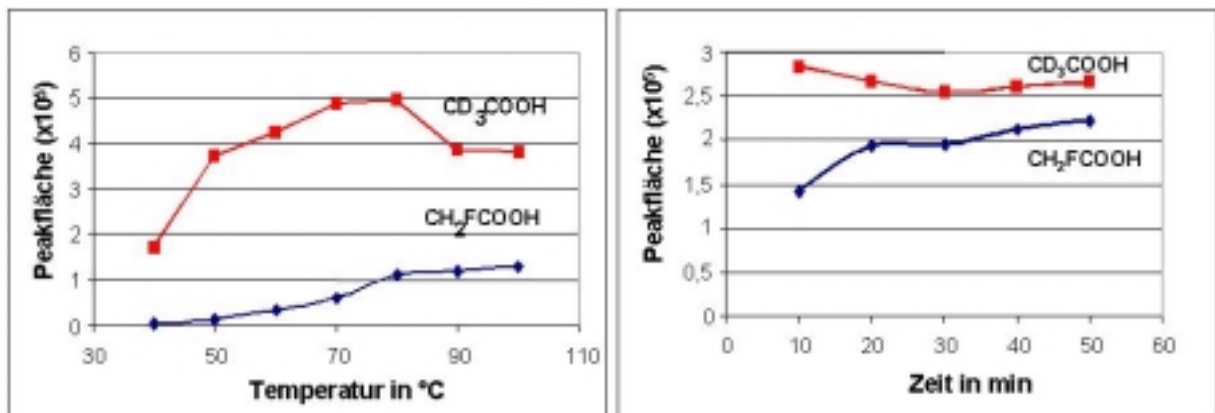 Peakfläche (x10⁶)
6
5
4
3
2
1
0
CD₃COOH
CH₂FCOOH
30 50 70 90 110
Temperatur in °C
Peakfläche (x10⁶)
3
2,5
2
1,5
1
0,5
0
CD₃COOH
CH₂FCOOH
0 10 20 30 40 50 60
Zeit in min